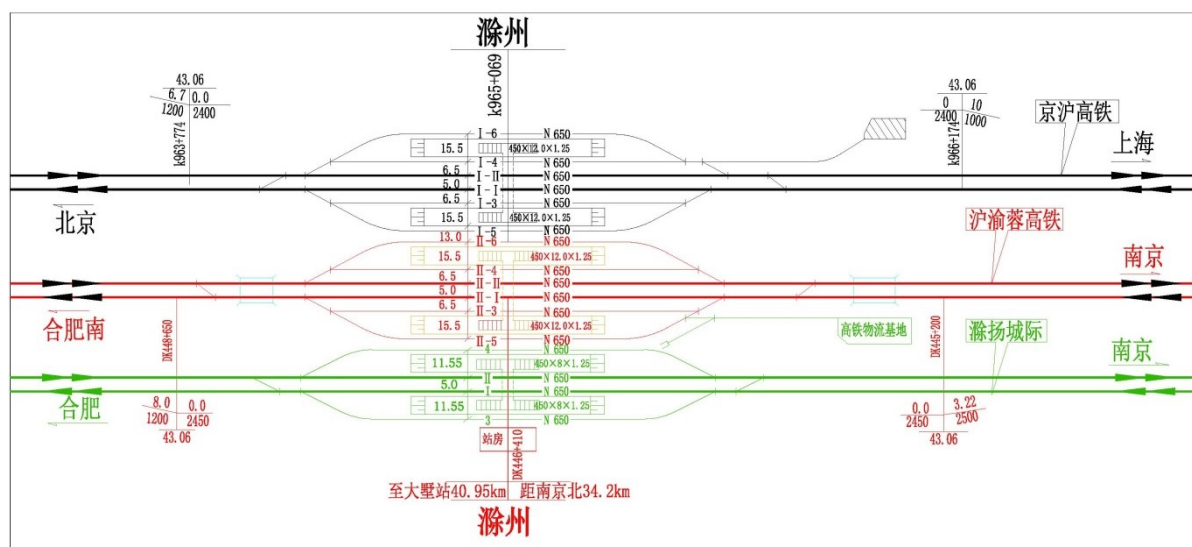 滁州
k965+069
43.06
6.7 0.0
1200 2400
k963+774
43.06
0 10
2400 1000
k966+174
京沪高铁
上海
北京
I-6 N 650
15.5 450×12.0×1.25
I-4 N 650
6.5
I-II N 650
5.0
I-I N 650
6.5
I-3 N 650
15.5 450×12.0×1.25
I-5 N 650
13.0
II-6 N 650
15.5 450×12.0×1.25
II-4 N 650
6.5
II-II N 650
5.0
II-I N 650
6.5
II-3 N 650
15.5 450×12.0×1.25
II-5 N 650
沪渝蓉高铁
南京
合肥南
DK448+650
8.0 0.0
1200 2450
43.06
高铁物流基地
DK445+200
0.0 3.22
2450 2500
43.06
滁扬城际
南京
合肥
4 N 650
11.55 450×8×1.25
II N 650
5.0
I N 650
11.55 450×8×1.25
3 N 650
站房
DK446+410
至大墅站40.95km 距南京北34.2km
滁州